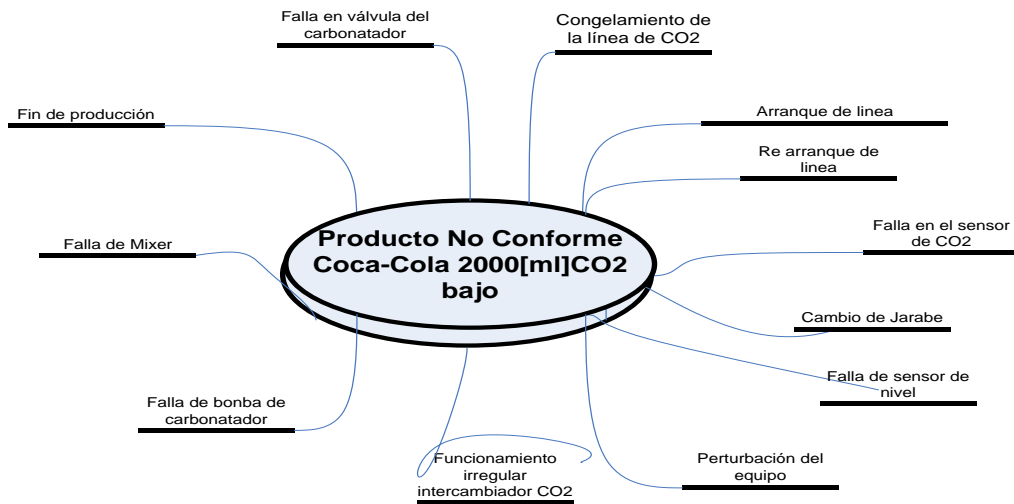 Falla en válvula del
carbonatador
Congelamiento de
la línea de CO2
Fin de producción
Arranque de linea
Re arranque de
linea
Falla en el sensor
de CO2
Falla de Mixer
Producto No Conforme
Coca-Cola 2000[ml]CO2
bajo
Cambio de Jarabe
Falla de sensor de
nivel
Falla de bonba de
carbonatador
Funcionamiento
irregular
intercambiador CO2
Perturbación del
equipo